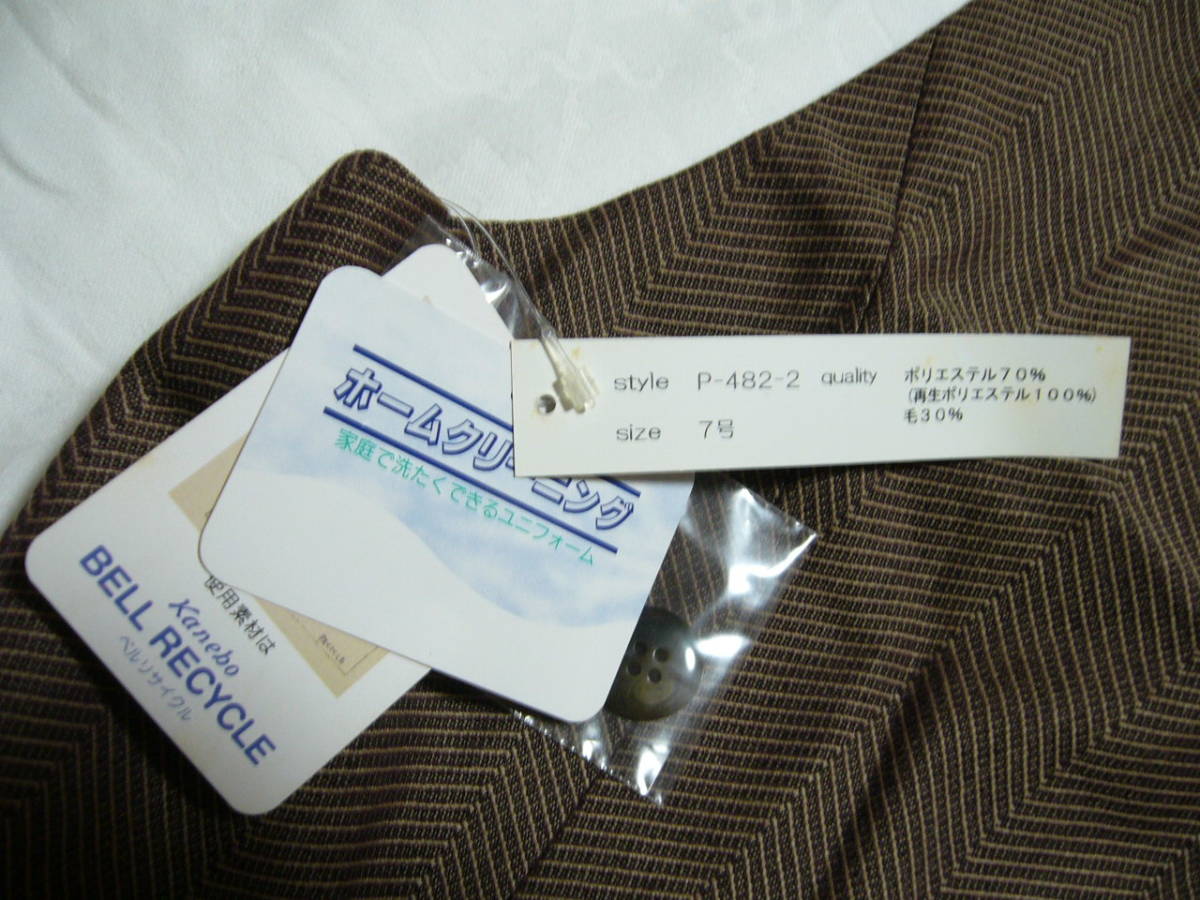 style P-482-2 quality ポリエステル70%
(再生ポリエステル100%)
size 7号 毛30%
ホームクリーニング
家庭で洗たくできるユニフォーム
使用素材は
Kanebo
BELL RECYCLE
ベルリサイクル